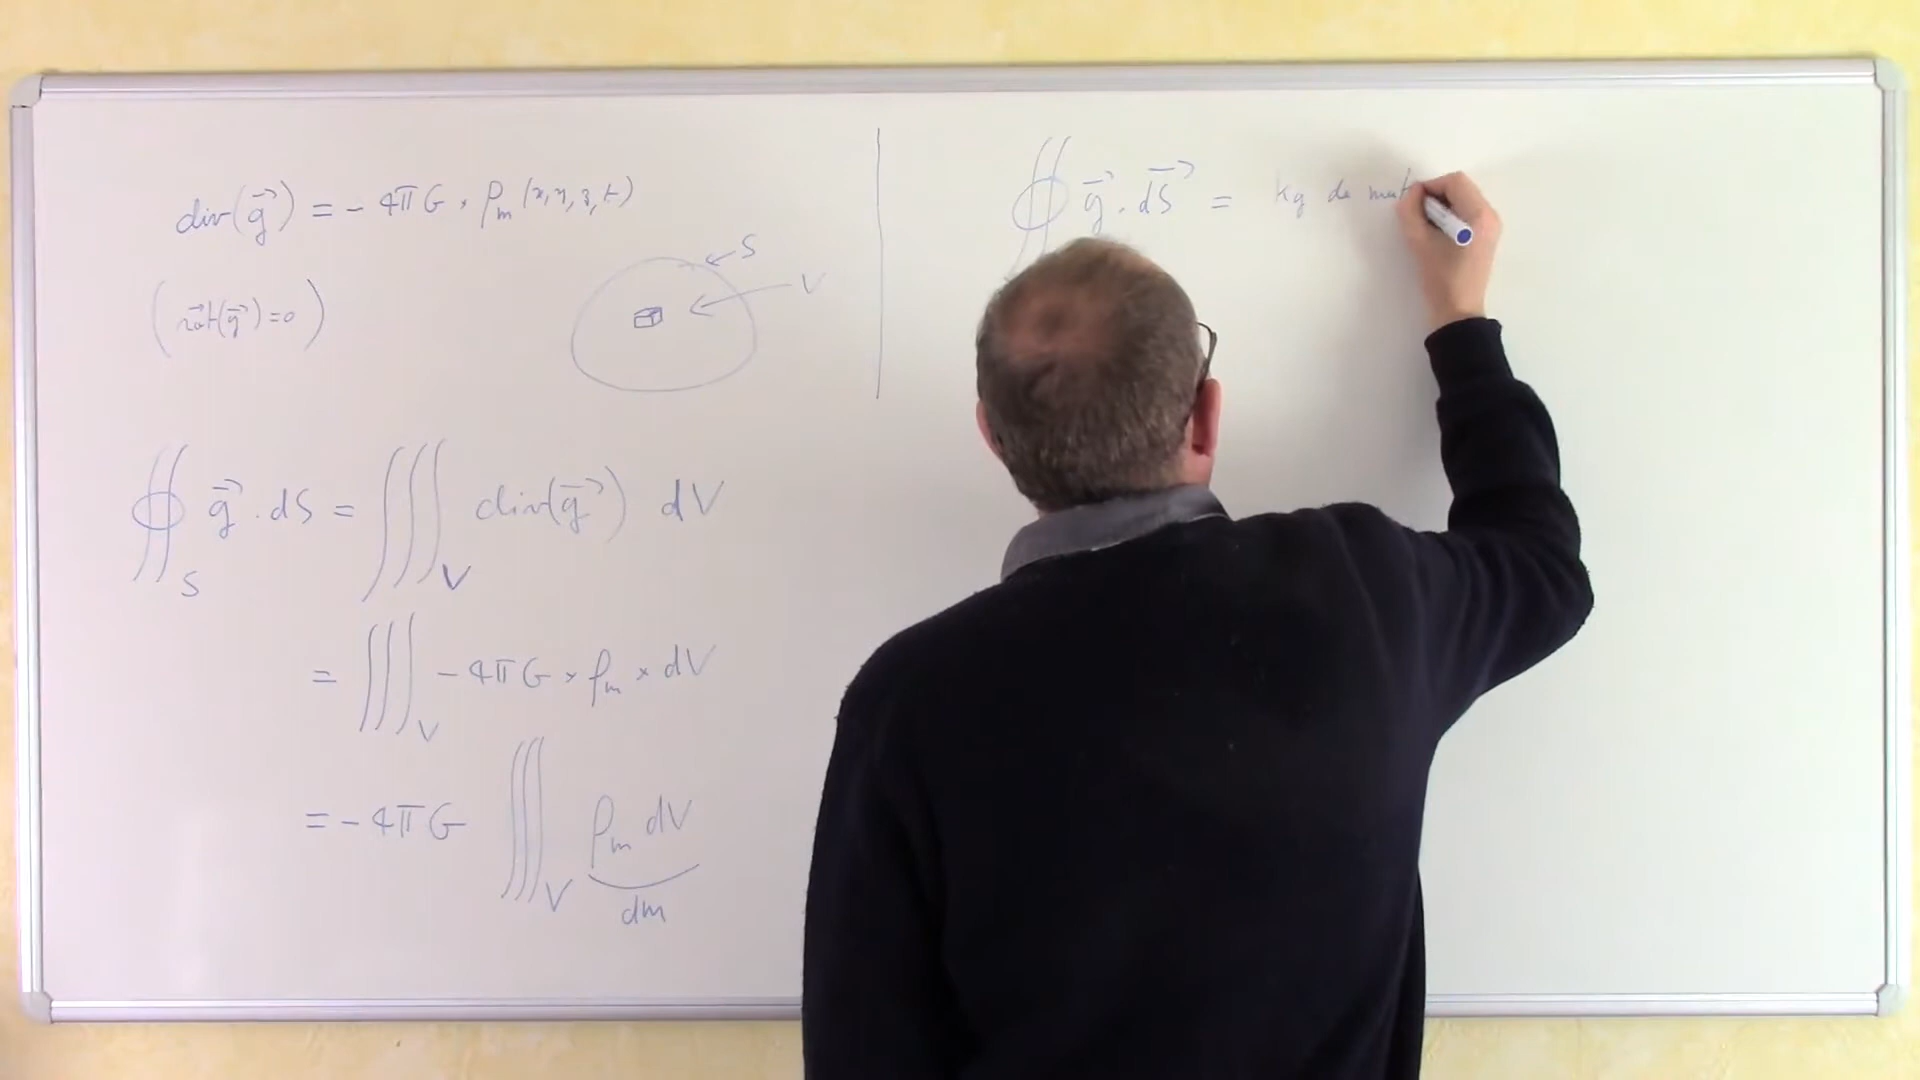 div(g⃗) = - 4πG × ρm (x, y, z, t)
(rot⃗(g⃗) = 0)
S
V
∯S g⃗ . dS = ∭V div(g⃗) dV
= ∭V - 4πG × ρm × dV
= - 4πG ∭V ρm dV
dm
∯ g⃗ . dS⃗ = kg de mat